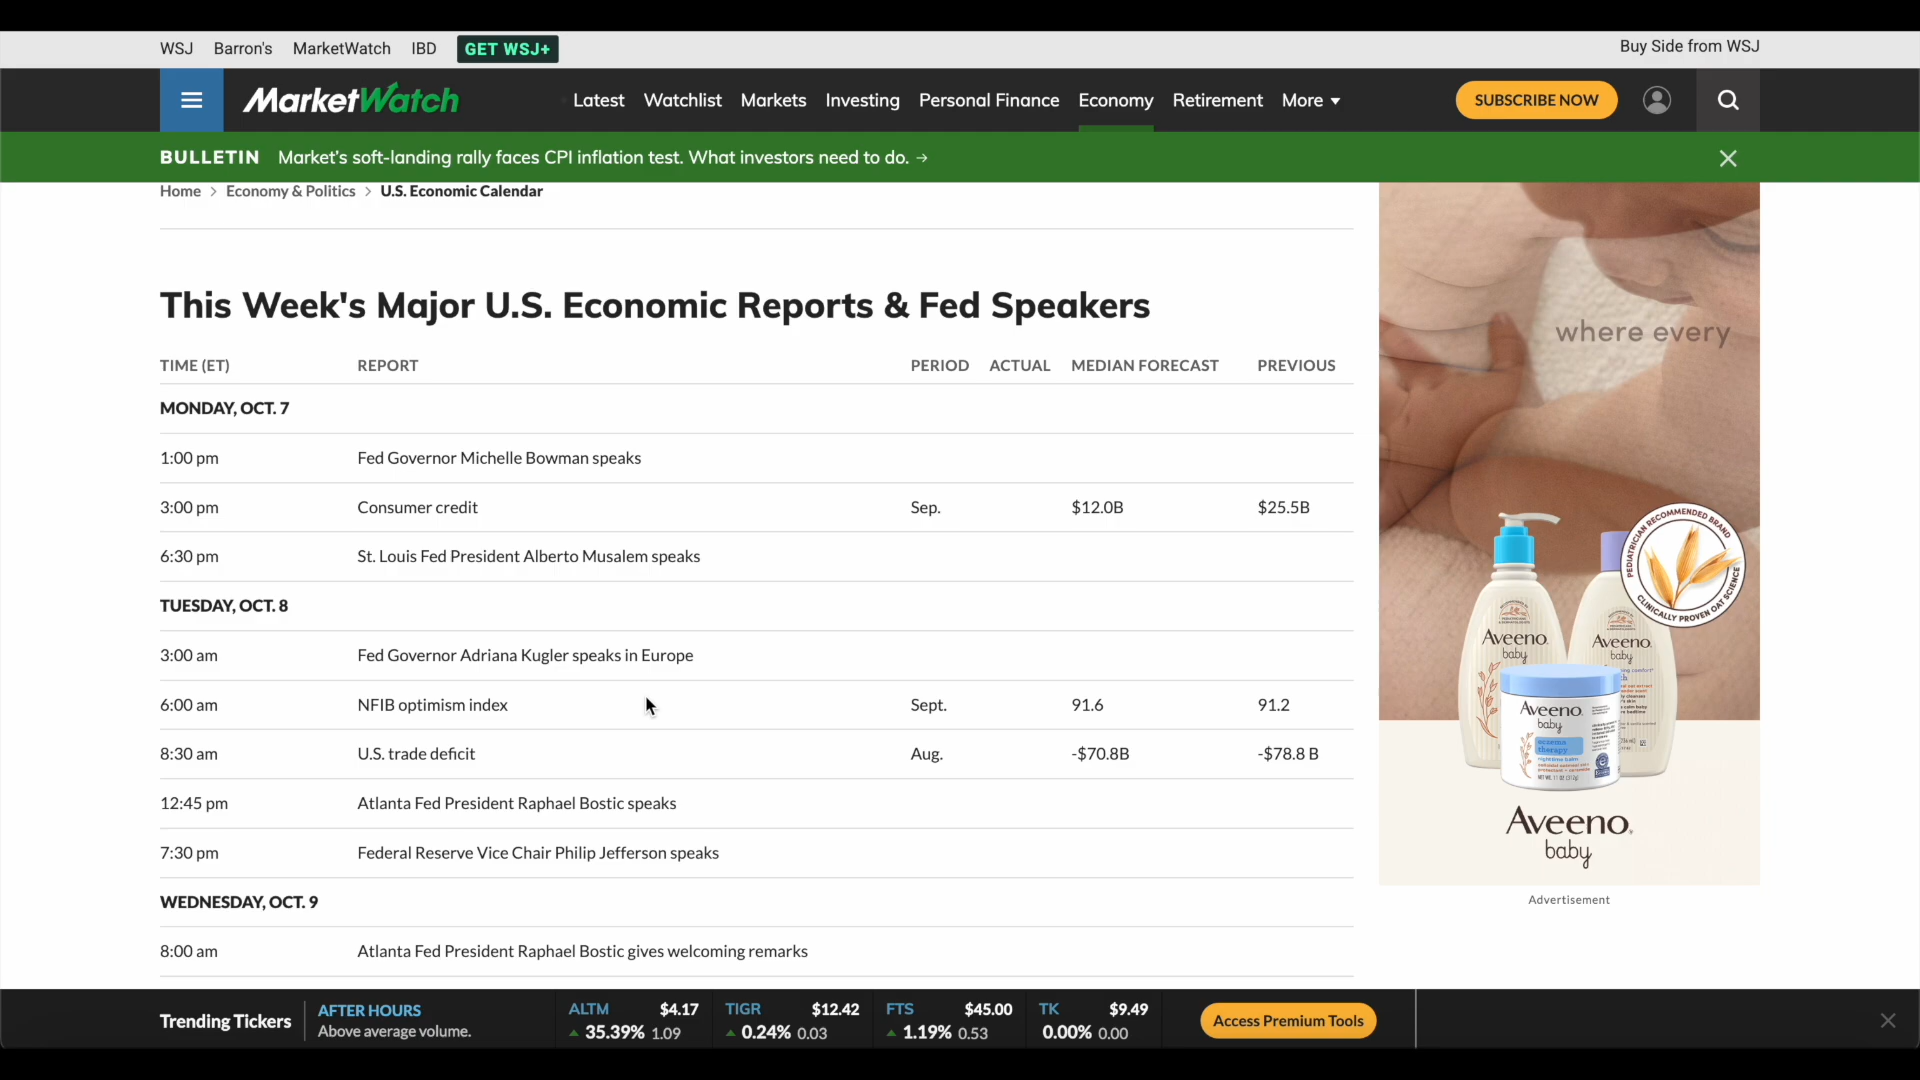 WSJ Barron's MarketWatch IBD GET WSJ+ Buy Side from WSJ
MarketWatch Latest Watchlist Markets Investing Personal Finance Economy Retirement More SUBSCRIBE NOW
BULLETIN Market’s soft-landing rally faces CPI inflation test. What investors need to do. →
Home > Economy & Politics > U.S. Economic Calendar
This Week's Major U.S. Economic Reports & Fed Speakers
TIME (ET) REPORT PERIOD ACTUAL MEDIAN FORECAST PREVIOUS
MONDAY, OCT. 7
1:00 pm Fed Governor Michelle Bowman speaks
3:00 pm Consumer credit Sep. $12.0B $25.5B
6:30 pm St. Louis Fed President Alberto Musalem speaks
TUESDAY, OCT. 8
3:00 am Fed Governor Adriana Kugler speaks in Europe
6:00 am NFIB optimism index Sept. 91.6 91.2
8:30 am U.S. trade deficit Aug. -$70.8B -$78.8 B
12:45 pm Atlanta Fed President Raphael Bostic speaks
7:30 pm Federal Reserve Vice Chair Philip Jefferson speaks
WEDNESDAY, OCT. 9
8:00 am Atlanta Fed President Raphael Bostic gives welcoming remarks
where every
PEDIATRICIAN RECOMMENDED BRAND
CLINICALLY PROVEN OAT SCIENCE
Aveeno.
baby
Aveeno.
baby
Aveeno.
baby
eczema
therapy
Aveeno.
baby
Advertisement
Trending Tickers
AFTER HOURS
Above average volume.
ALTM $4.17
35.39% 1.09
TIGR $12.42
0.24% 0.03
FTS $45.00
1.19% 0.53
TK $9.49
0.00% 0.00
Access Premium Tools